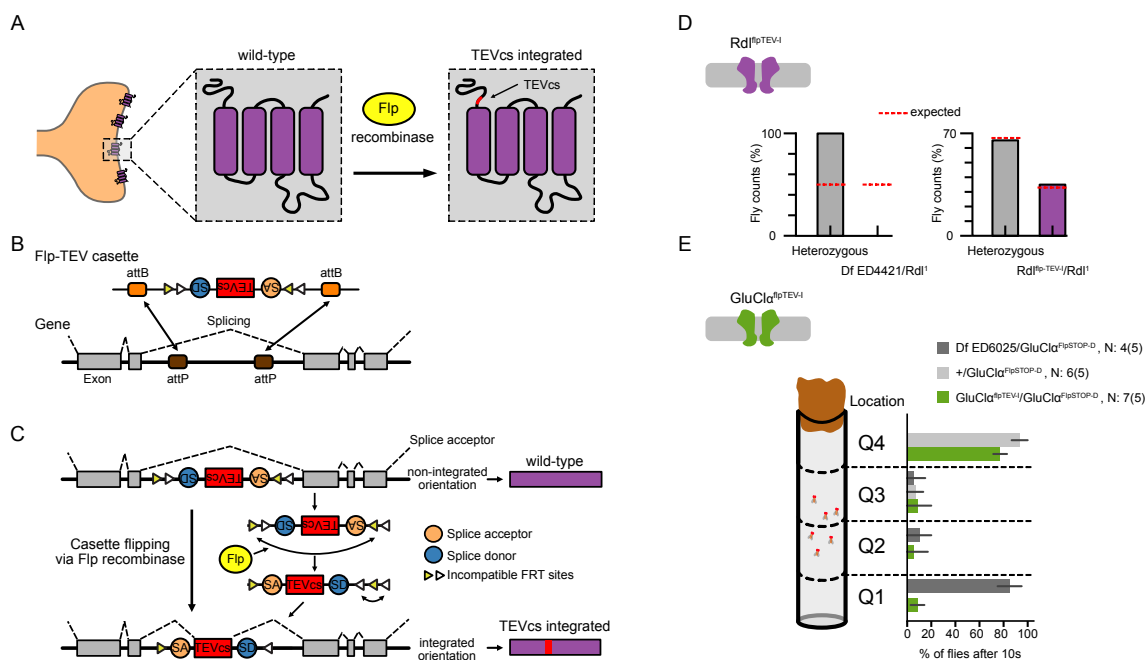 A
wild-type
TEVcs integrated
TEVcs
Flp
recombinase
B
Flp-TEV casette
attB
attB
SD
TEVcs
SA
Gene
Splicing
Exon
attP
attP
C
Splice acceptor
SD
TEVcs
SA
non-integrated
orientation
wild-type
SD
TEVcs
SA
Casette flipping
via Flp recombinase
Flp
SA
TEVcs
SD
Splice acceptor
Splice donor
Incompatible FRT sites
SA
TEVcs
SD
integrated
orientation
TEVcs integrated
D
Rdl^flpTEV-I
expected
Fly counts (%)
100
0
Heterozygous
Df ED4421/Rdl^1
Fly counts (%)
70
0
Heterozygous
Rdl^flp-TEV-I/Rdl^1
E
GluClα^flpTEV-I
Df ED6025/GluClα^FlpSTOP-D, N: 4(5)
+/GluClα^FlpSTOP-D, N: 6(5)
GluClα^flpTEV-I/GluClα^FlpSTOP-D, N: 7(5)
Location
Q4
Q3
Q2
Q1
0 20 40 60 80 100
% of flies after 10s